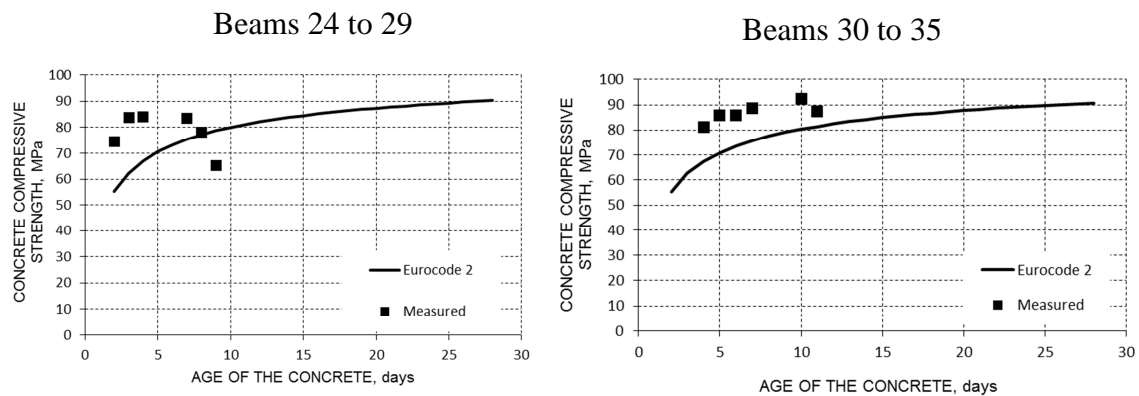 Beams 24 to 29
CONCRETE COMPRESSIVE
STRENGTH, MPa
100
90
80
70
60
50
40
30
20
10
0
Eurocode 2
Measured
0 5 10 15 20 25 30
AGE OF THE CONCRETE, days
Beams 30 to 35
CONCRETE COMPRESSIVE
STRENGTH, MPa
100
90
80
70
60
50
40
30
20
10
0
Eurocode 2
Measured
0 5 10 15 20 25 30
AGE OF THE CONCRETE, days